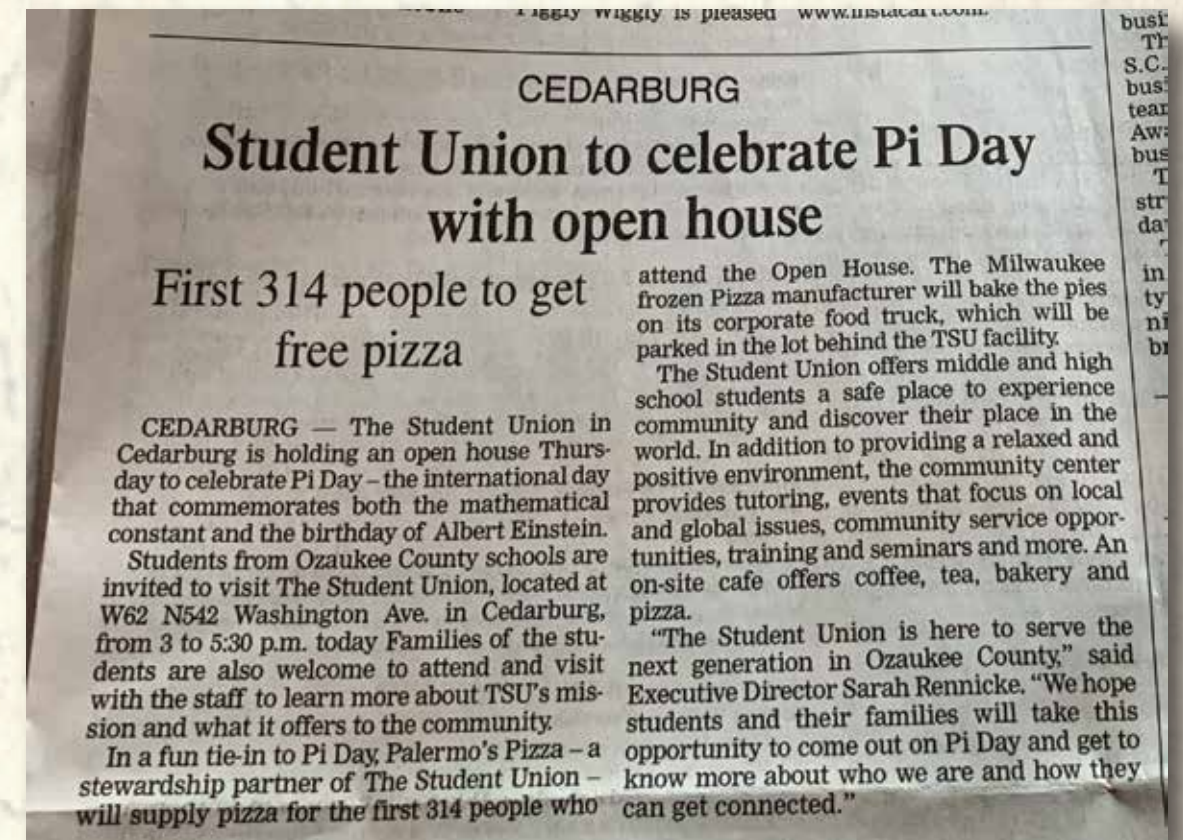 Piggly Wiggly is pleased
www.instacart.com.
CEDARBURG
Student Union to celebrate Pi Day
with open house
First 314 people to get
free pizza
CEDARBURG — The Student Union in
Cedarburg is holding an open house Thurs-
day to celebrate Pi Day – the international day
that commemorates both the mathematical
constant and the birthday of Albert Einstein.
Students from Ozaukee County schools are
invited to visit The Student Union, located at
W62 N542 Washington Ave. in Cedarburg,
from 3 to 5:30 p.m. today Families of the stu-
dents are also welcome to attend and visit
with the staff to learn more about TSU's mis-
sion and what it offers to the community.
In a fun tie-in to Pi Day, Palermo's Pizza – a
stewardship partner of The Student Union –
will supply pizza for the first 314 people who
attend the Open House. The Milwaukee
frozen Pizza manufacturer will bake the pies
on its corporate food truck, which will be
parked in the lot behind the TSU facility.
The Student Union offers middle and high
school students a safe place to experience
community and discover their place in the
world. In addition to providing a relaxed and
positive environment, the community center
provides tutoring, events that focus on local
and global issues, community service oppor-
tunities, training and seminars and more. An
on-site cafe offers coffee, tea, bakery and
pizza.
"The Student Union is here to serve the
next generation in Ozaukee County," said
Executive Director Sarah Rennicke. "We hope
students and their families will take this
opportunity to come out on Pi Day and get to
know more about who we are and how they
can get connected."
S.C.